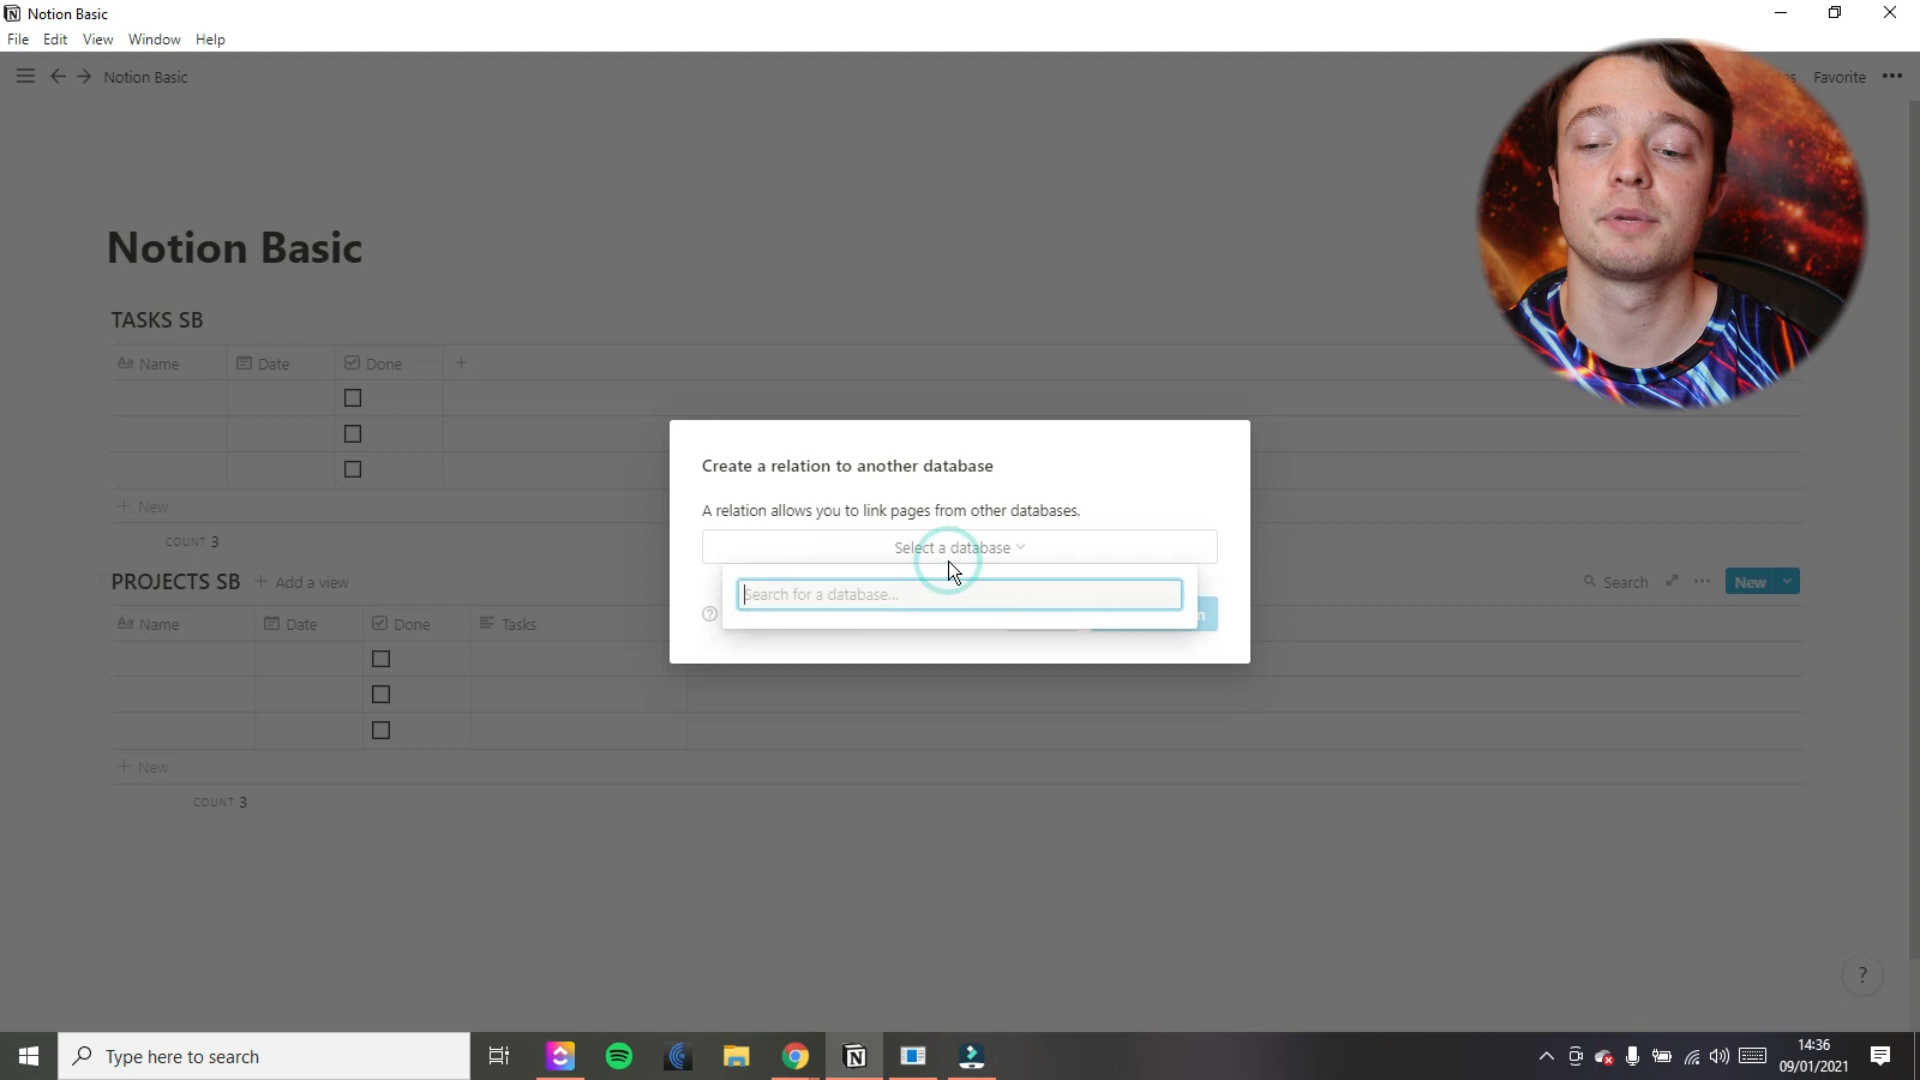 Notion Basic
File Edit View Window Help
Notion Basic
Favorite
Notion Basic
TASKS SB
Aa Name Date Done +
+ New
COUNT 3
PROJECTS SB + Add a view
Search New
Aa Name Date Done Tasks
+ New
COUNT 3
Create a relation to another database
A relation allows you to link pages from other databases.
Select a database
Search for a database...
?
?
Type here to search
14:36
09/01/2021